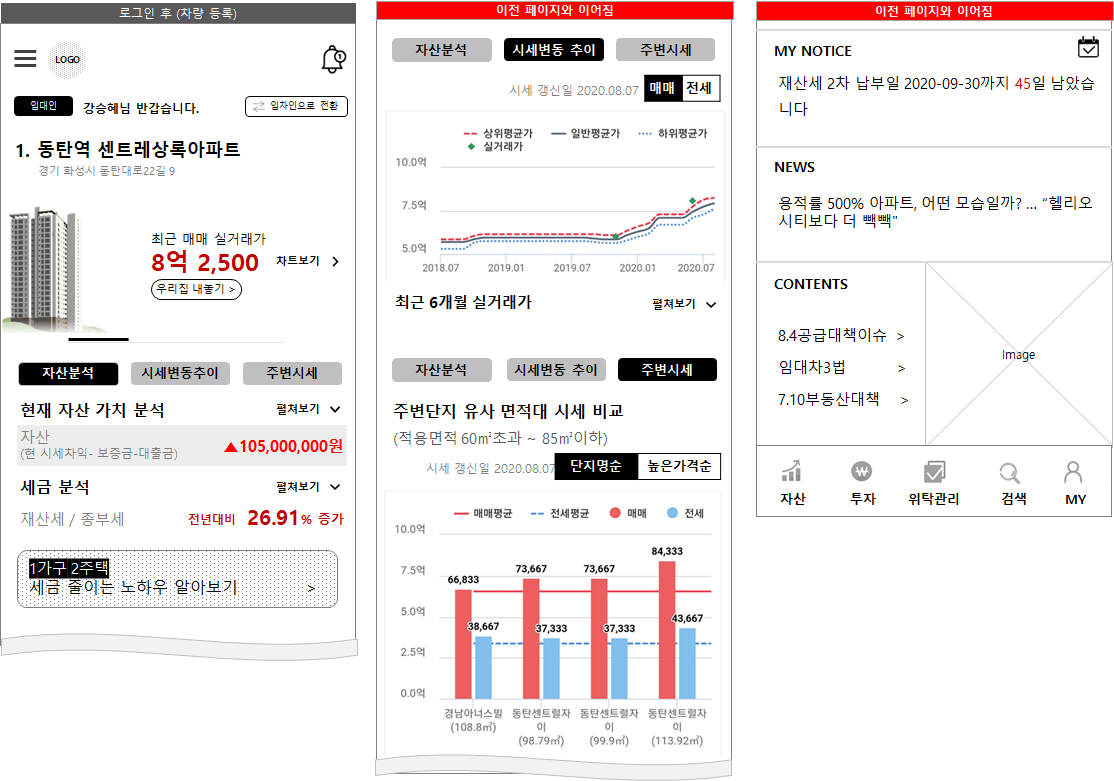 로그인 후 (차량 등록)
LOGO
1
임대인
강승혜님 반갑습니다.
임차인으로 전환
1. 동탄역 센트레상록아파트
경기 화성시 동탄대로22길 9
최근 매매 실거래가
8억 2,500
차트보기 >
우리집 내놓기 >
자산분석
시세변동추이
주변시세
현재 자산 가치 분석
펼쳐보기
자산
(현 시세차익- 보증금-대출금)
▲105,000,000원
세금 분석
펼쳐보기
재산세 / 종부세
전년대비 26.91% 증가
1가구 2주택
세금 줄이는 노하우 알아보기 >
이전 페이지와 이어짐
자산분석
시세변동 추이
주변시세
시세 갱신일 2020.08.07
매매
전세
상위평균가
일반평균가
하위평균가
실거래가
10.0억
7.5억
5.0억
2018.07
2019.01
2019.07
2020.01
2020.07
최근 6개월 실거래가
펼쳐보기
자산분석
시세변동 추이
주변시세
주변단지 유사 면적대 시세 비교
(적용면적 60㎡초과 ~ 85㎡이하)
시세 갱신일 2020.08.07
단지명순
높은가격순
매매평균
전세평균
매매
전세
10.0억
7.5억
5.0억
2.5억
0.0억
66,833
38,667
73,667
37,333
73,667
37,333
84,333
43,667
경남아너스빌
(108.8㎡)
동탄센트럴자
이
(98.79㎡)
동탄센트럴자
이
(99.9㎡)
동탄센트럴자
이
(113.92㎡)
이전 페이지와 이어짐
MY NOTICE
재산세 2차 납부일 2020-09-30까지 45일 남았습
니다
NEWS
용적률 500% 아파트, 어떤 모습일까? ... “헬리오
시티보다 더 빽빽"
CONTENTS
8.4공급대책이슈 >
임대차3법 >
7.10부동산대책 >
Image
자산
투자
위탁관리
검색
MY